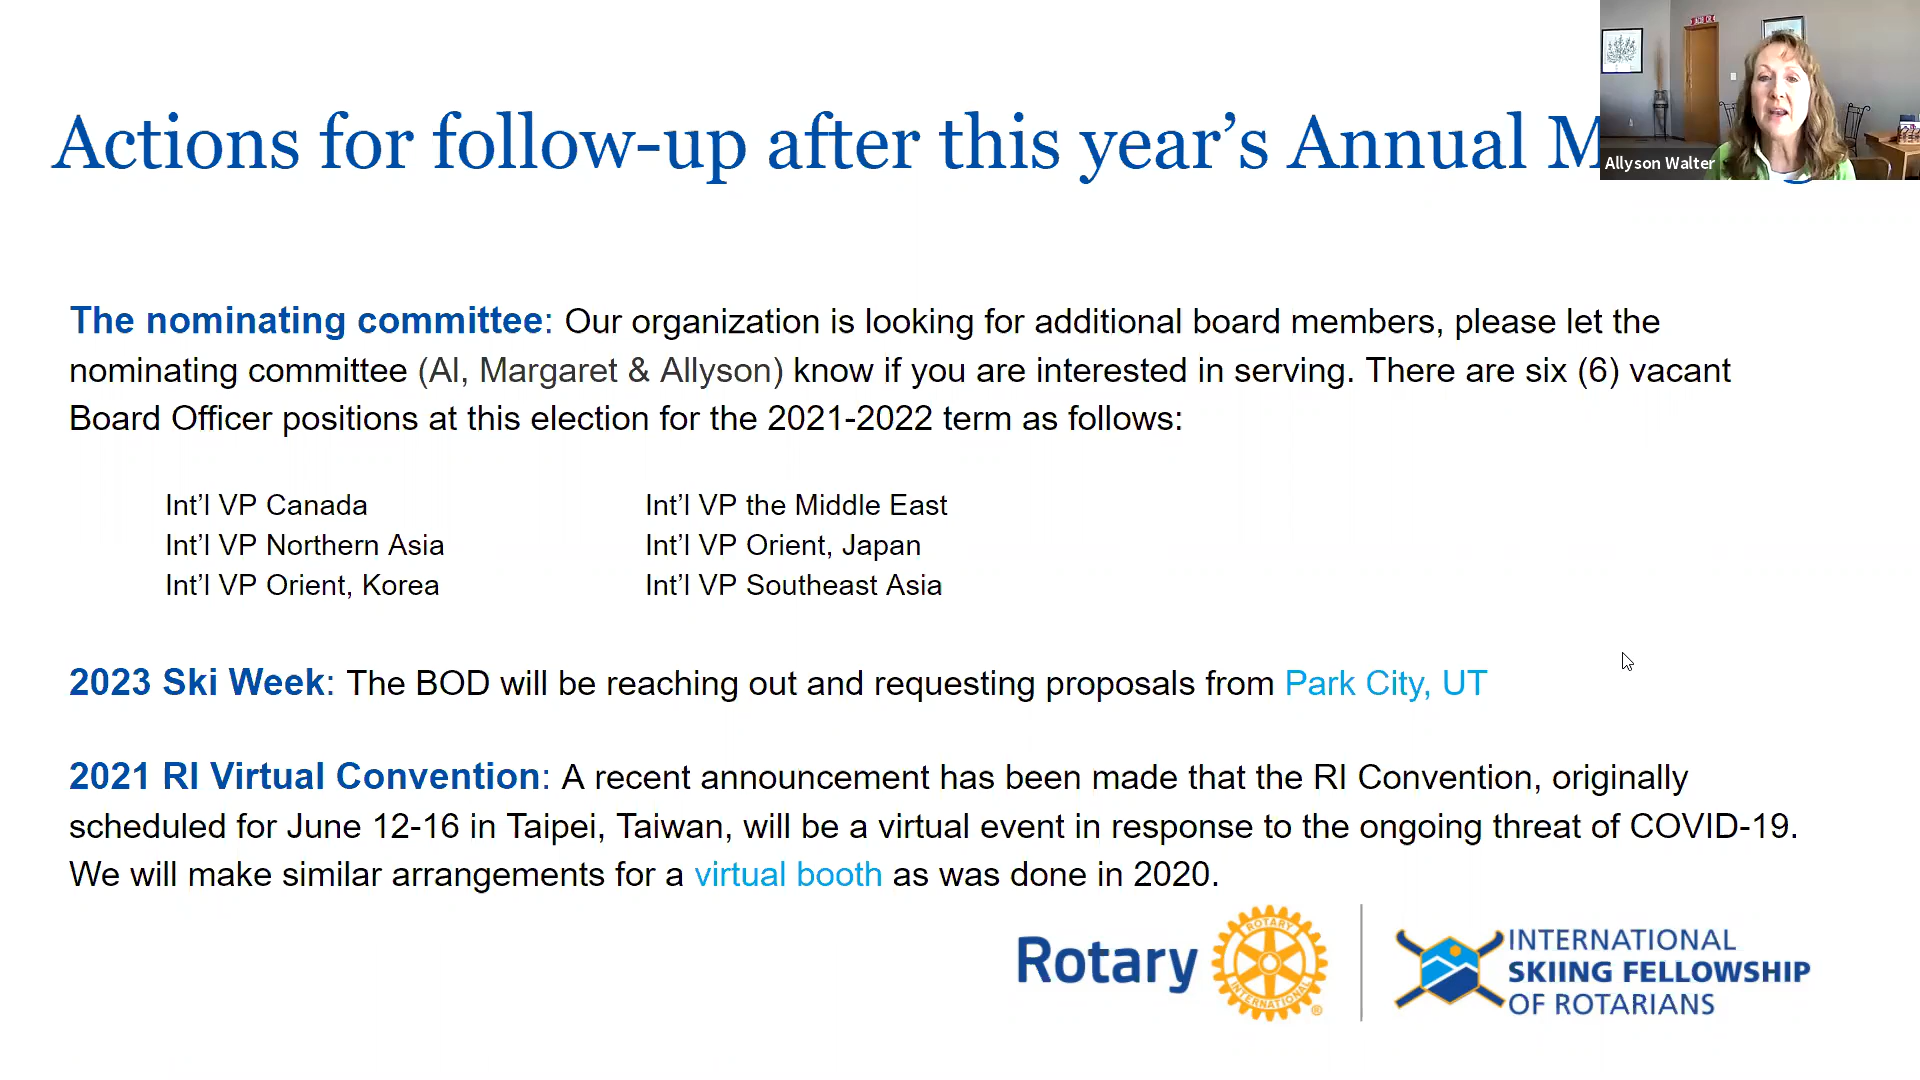 Actions for follow-up after this year’s Annual M
Allyson Walter
The nominating committee: Our organization is looking for additional board members, please let the
nominating committee (Al, Margaret & Allyson) know if you are interested in serving. There are six (6) vacant
Board Officer positions at this election for the 2021-2022 term as follows:
Int’l VP Canada
Int’l VP the Middle East
Int’l VP Northern Asia
Int’l VP Orient, Japan
Int’l VP Orient, Korea
Int’l VP Southeast Asia
2023 Ski Week: The BOD will be reaching out and requesting proposals from Park City, UT
2021 RI Virtual Convention: A recent announcement has been made that the RI Convention, originally
scheduled for June 12-16 in Taipei, Taiwan, will be a virtual event in response to the ongoing threat of COVID-19.
We will make similar arrangements for a virtual booth as was done in 2020.
Rotary
ROTARY
INTERNATIONAL
®
INTERNATIONAL
SKIING FELLOWSHIP
OF ROTARIANS